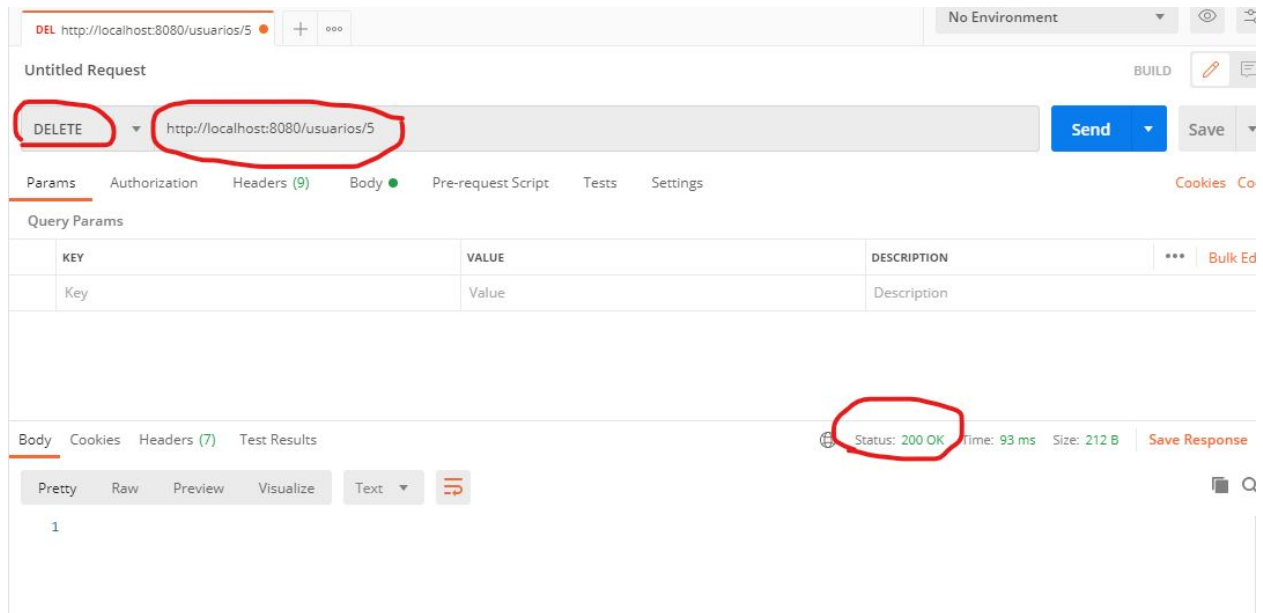 DEL http://localhost:8080/usuarios/5
No Environment
Untitled Request
BUILD
DELETE http://localhost:8080/usuarios/5 Send Save
Params Authorization Headers (9) Body Pre-request Script Tests Settings Cookies Co
Query Params
KEY VALUE DESCRIPTION Bulk Ed
Key Value Description
Body Cookies Headers (7) Test Results Status: 200 OK Time: 93 ms Size: 212 B Save Response
Pretty Raw Preview Visualize Text
1